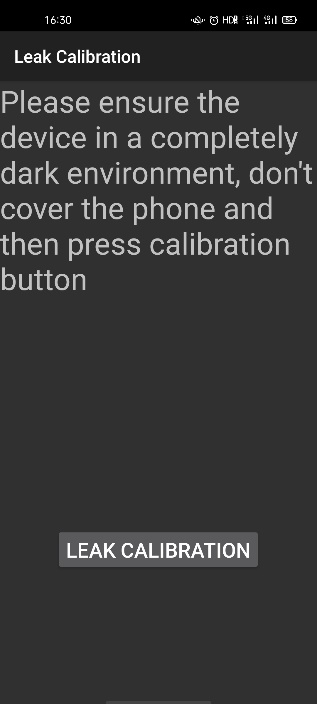 16:30
Leak Calibration
Please ensure the
device in a completely
dark environment, don't
cover the phone and
then press calibration
button
LEAK CALIBRATION